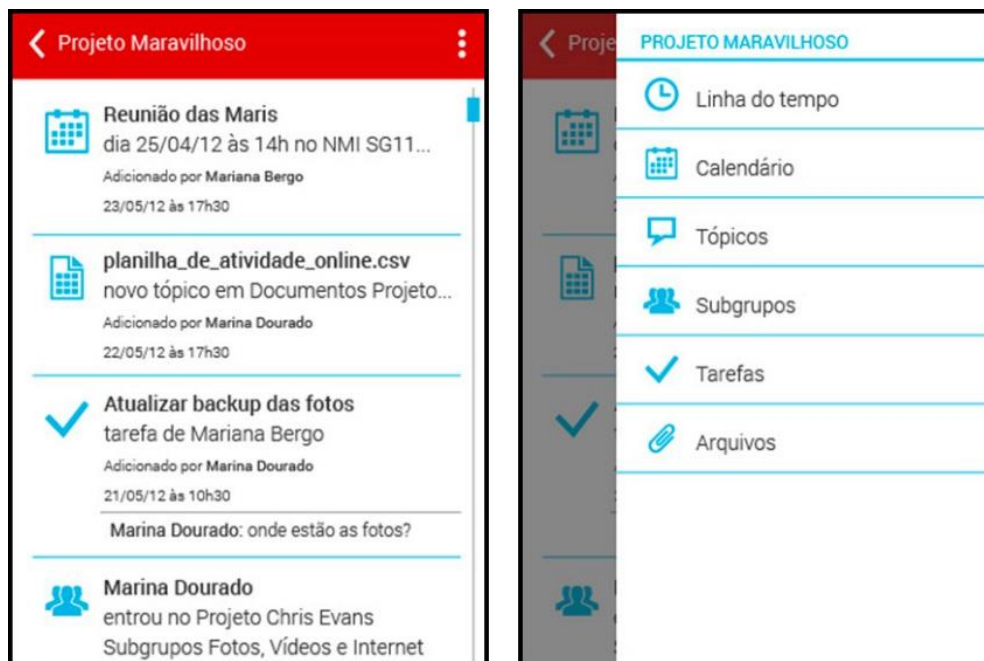 Projeto Maravilhoso
Reunião das Maris
dia 25/04/12 às 14h no NMI SG11...
Adicionado por Mariana Bergo
23/05/12 às 17h30
planilha_de_atividade_online.csv
novo tópico em Documentos Projeto...
Adicionado por Marina Dourado
22/05/12 às 17h30
Atualizar backup das fotos
tarefa de Mariana Bergo
Adicionado por Marina Dourado
21/05/12 às 10h30
Marina Dourado: onde estão as fotos?
Marina Dourado
entrou no Projeto Chris Evans
Subgrupos Fotos, Vídeos e Internet
Proje
PROJETO MARAVILHOSO
Linha do tempo
Calendário
Tópicos
Subgrupos
Tarefas
Arquivos